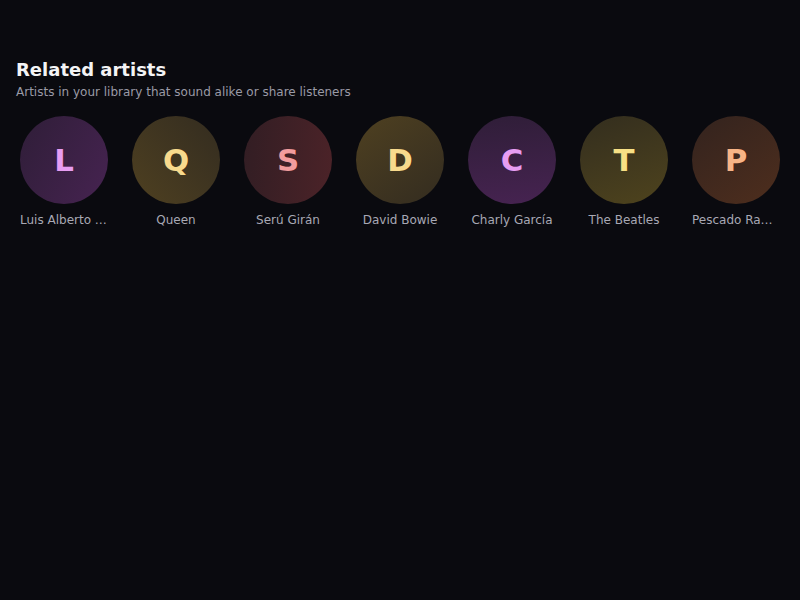 Related artists
Artists in your library that sound alike or share listeners
L Q S D C T P
Luis Alberto ... Queen Serú Girán David Bowie Charly García The Beatles Pescado Ra...